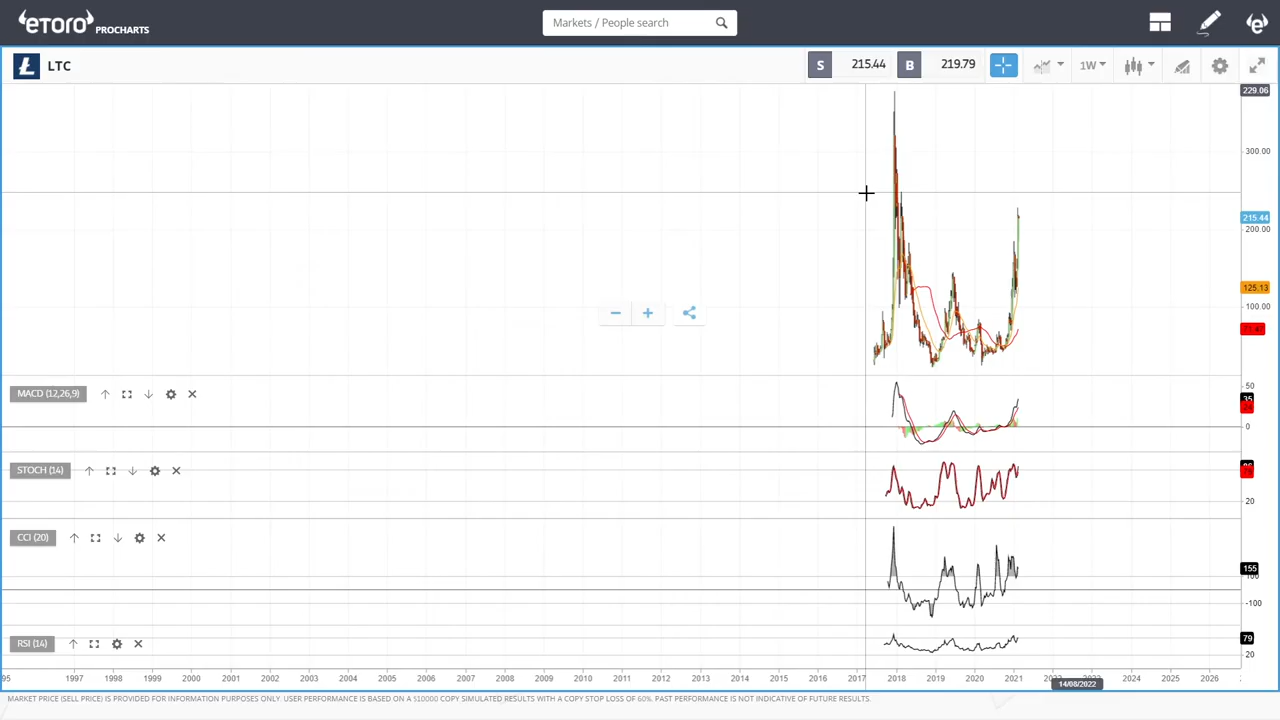 eToro PROCHARTS
Markets / People search
LTC
S 215.44 B 219.79 1W
229.06
300.00
215.44
200.00
125.13
100.00
MACD (12,26,9)
50
35
0
STOCH (14)
20
CCI (20)
155
100
-100
RSI (14)
79
20
95 1997 1998 1999 2000 2001 2002 2003 2004 2005 2006 2007 2008 2009 2010 2011 2012 2013 2014 2015 2016 2017 2018 2019 2020 2021 2022 2023 2024 2025 2026
14/08/2022
MARKET PRICE (SELL PRICE) IS PROVIDED FOR INFORMATION PURPOSES ONLY. USER PERFORMANCE IS BASED ON A $10000 COPY SIMULATED RESULTS WITH A COPY STOP LOSS OF 60%. PAST PERFORMANCE IS NOT INDICATIVE OF FUTURE RESULTS.